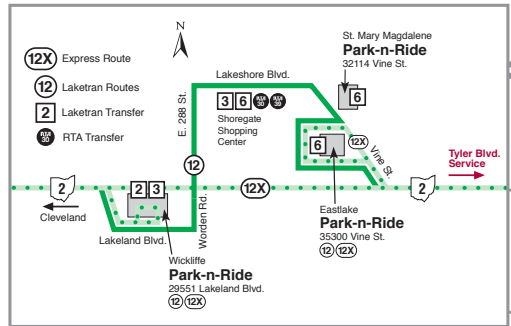 12X Express Route
12 Laketran Routes
2 Laketran Transfer
RTA 30 RTA Transfer
N
St. Mary Magdalene
Park-n-Ride
32114 Vine St.
6
Lakeshore Blvd.
3 6 RTA 30 RTA 39
Shoregate
Shopping
Center
E. 288 St.
12
6
12X
Vine St.
Tyler Blvd.
Service
2
2 3
12X
2
Cleveland
Lakeland Blvd.
Worden Rd.
Eastlake
Park-n-Ride
35300 Vine St.
12 12X
Wickliffe
Park-n-Ride
29551 Lakeland Blvd.
12 12X